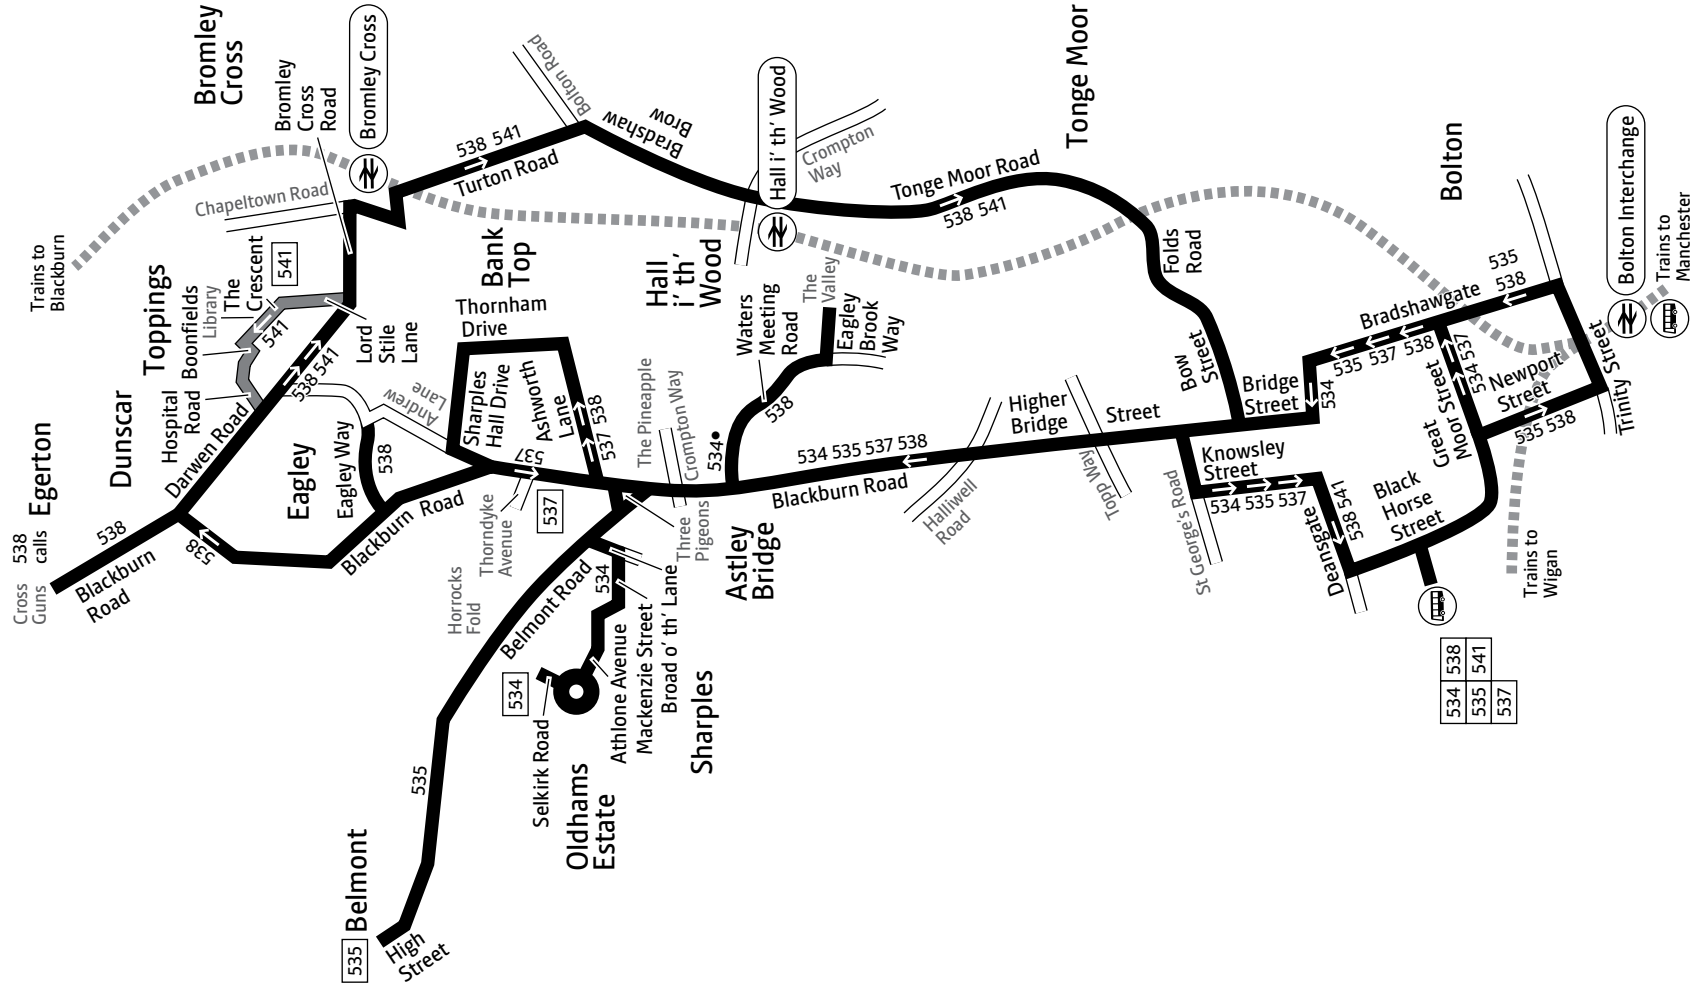 Cross
Guns
538
calls
Egerton
538
Blackburn
Road
Trains to
Blackburn
Dunscar
Toppings
Hospital
Road
Boonfields
Library
The
Crescent
541
541
Darwen Road
538 541
538
Bromley
Cross
Chapeltown Road
Bromley
Cross
Road
Bromley Cross
Lord
Stile
Lane
Eagley
Eagley Way
538
Andrew
Lane
Blackburn
Road
Belmont
535
High
Street
535
538 541
Turton Road
Bolton Road
Bradshaw
Brow
Bank
Top
Thornham
Drive
Sharples
Hall Drive
Ashworth
Lane
537
537 538
Thorndyke
Avenue
537
Horrocks
Fold
Belmont Road
534
534
Selkirk Road
Oldhams
Estate
Athlone Avenue
Mackenzie Street
Broad o' th' Lane
Sharples
The Pineapple
Crompton Way
Three
Pigeons
Astley
Bridge
Hall
i' th'
Wood
Hall i' th' Wood
Crompton
Way
Waters
Meeting
Road
The
Valley
Eagley
Brook
Way
538
534•
534 535 537 538
Blackburn Road
Halliwell
Road
Tonge Moor Road
538 541
Tonge Moor
Higher
Bridge
Street
Topp Way
Folds
Road
Bow
Street
St George's Road
Knowsley
Street
534 535 537
Bridge
Street
534
Deansgate
538 541
Bradshawgate
535 537 538
535
538
Black
Horse
Street
Great
Moor Street
534 537
Newport
Street
535 538
Trinity Street
Bolton
Bolton Interchange
Trains to
Manchester
Trains to
Wigan
538
541
534
535
537